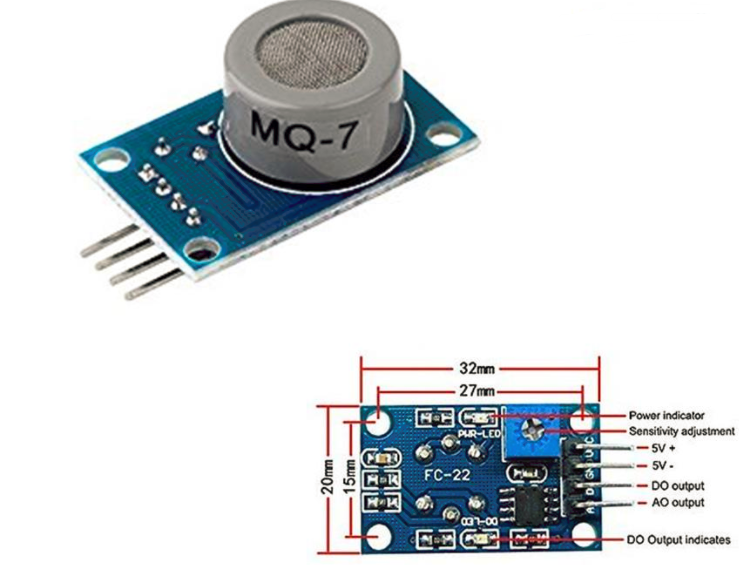 MQ-7
32mm
27mm
Power indicator
PWR-LED
Sensitivity adjustment
5V +
5V -
20mm
15mm
FC-22
DO output
AO output
DO-LED
DO Output indicates